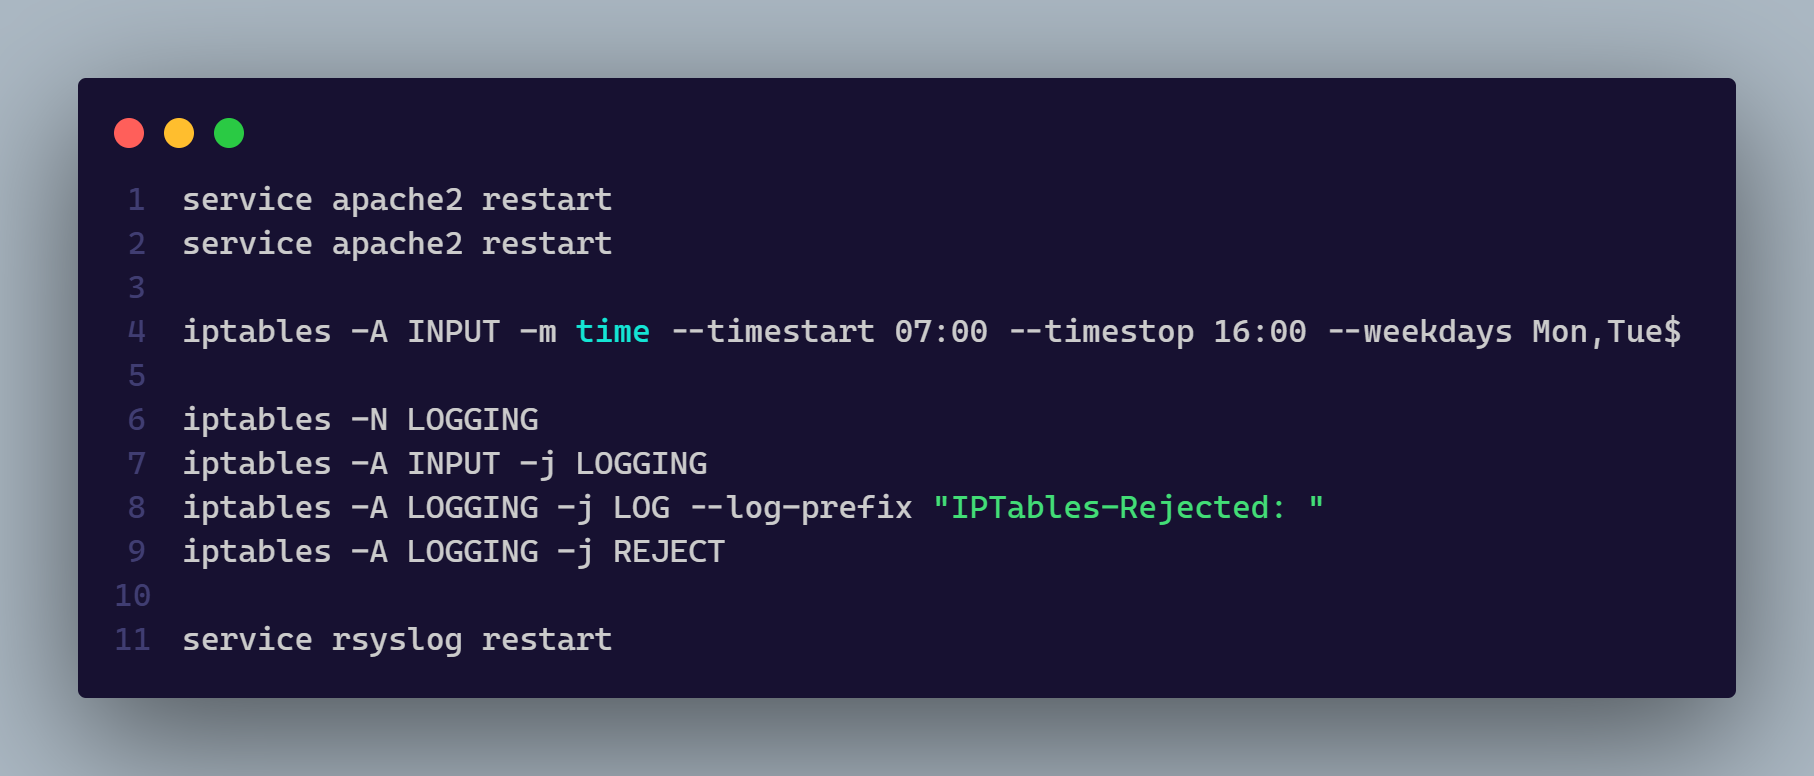 1 service apache2 restart
2 service apache2 restart
3
4 iptables -A INPUT -m time --timestart 07:00 --timestop 16:00 --weekdays Mon,Tue$
5
6 iptables -N LOGGING
7 iptables -A INPUT -j LOGGING
8 iptables -A LOGGING -j LOG --log-prefix "IPTables-Rejected: "
9 iptables -A LOGGING -j REJECT
10
11 service rsyslog restart